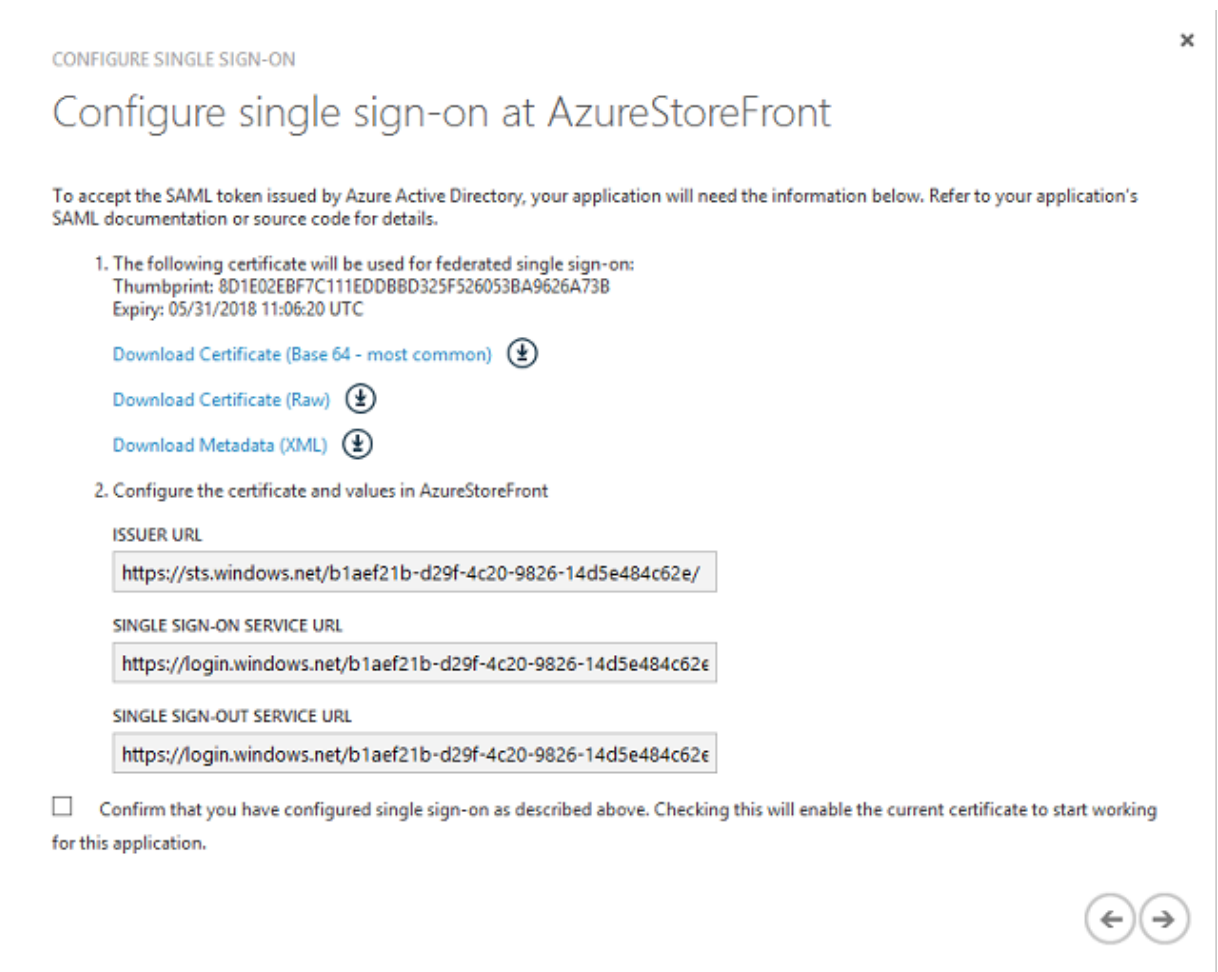 CONFIGURE SINGLE SIGN-ON
Configure single sign-on at AzureStoreFront
To accept the SAML token issued by Azure Active Directory, your application will need the information below. Refer to your application's
SAML documentation or source code for details.
1. The following certificate will be used for federated single sign-on:
Thumbprint: 8D1E02EBF7C111EDDBBD325F526053BA9626A73B
Expiry: 05/31/2018 11:06:20 UTC
Download Certificate (Base 64 - most common)
Download Certificate (Raw)
Download Metadata (XML)
2. Configure the certificate and values in AzureStoreFront
ISSUER URL
https://sts.windows.net/b1aef21b-d29f-4c20-9826-14d5e484c62e/
SINGLE SIGN-ON SERVICE URL
https://login.windows.net/b1aef21b-d29f-4c20-9826-14d5e484c62e
SINGLE SIGN-OUT SERVICE URL
https://login.windows.net/b1aef21b-d29f-4c20-9826-14d5e484c62e
Confirm that you have configured single sign-on as described above. Checking this will enable the current certificate to start working
for this application.